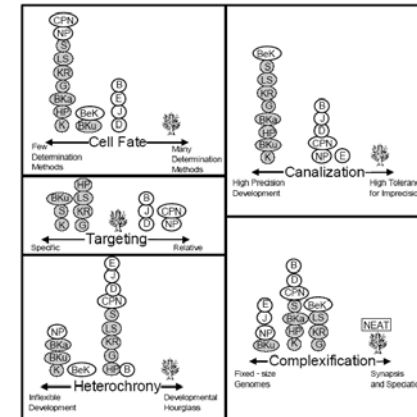 CPN
NP
S
LS
KR
G
BKa
HP
K
BeK
BKu
B
E
J
D
Cell Fate
Few
Determination
Methods
Many
Determination
Methods
HP
BKu
LS
S
KR
K
G
B
J
D
CPN
NP
Targeting
Specific
Relative
NP
BKa
BKu
K
BeK
E
J
D
CPN
S
LS
KR
G
HP
B
Heterochrony
Inflexible
Development
Developmental
Hourglass
BeK
S
LS
KR
G
BKa
HP
BKu
K
B
J
D
CPN
NP
E
Canalization
High Precision
Development
High Tolerance
for Imprecision
E
J
NP
BKu
B
D
CPN
S
BKa
HP
K
BeK
LS
KR
G
NEAT
Complexification
Fixed - size
Genomes
Synapsis
and Speciation